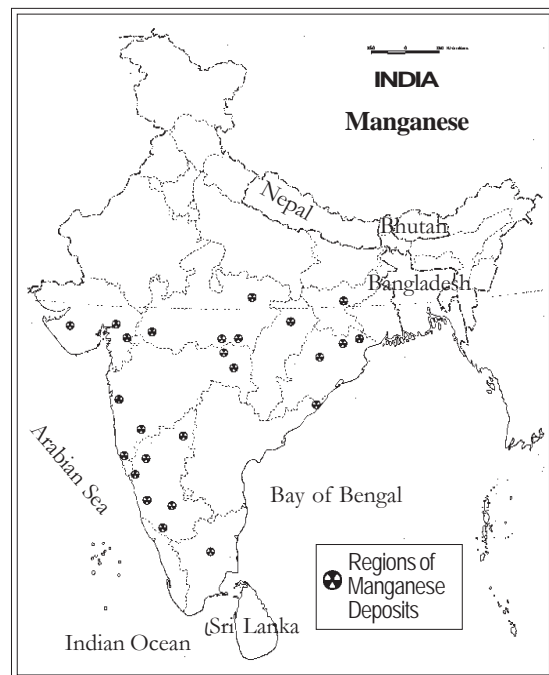 INDIA
Manganese
Nepal
Bhutan
Bangladesh
Arabian Sea
Bay of Bengal
Regions of
Manganese
Deposits
Sri Lanka
Indian Ocean